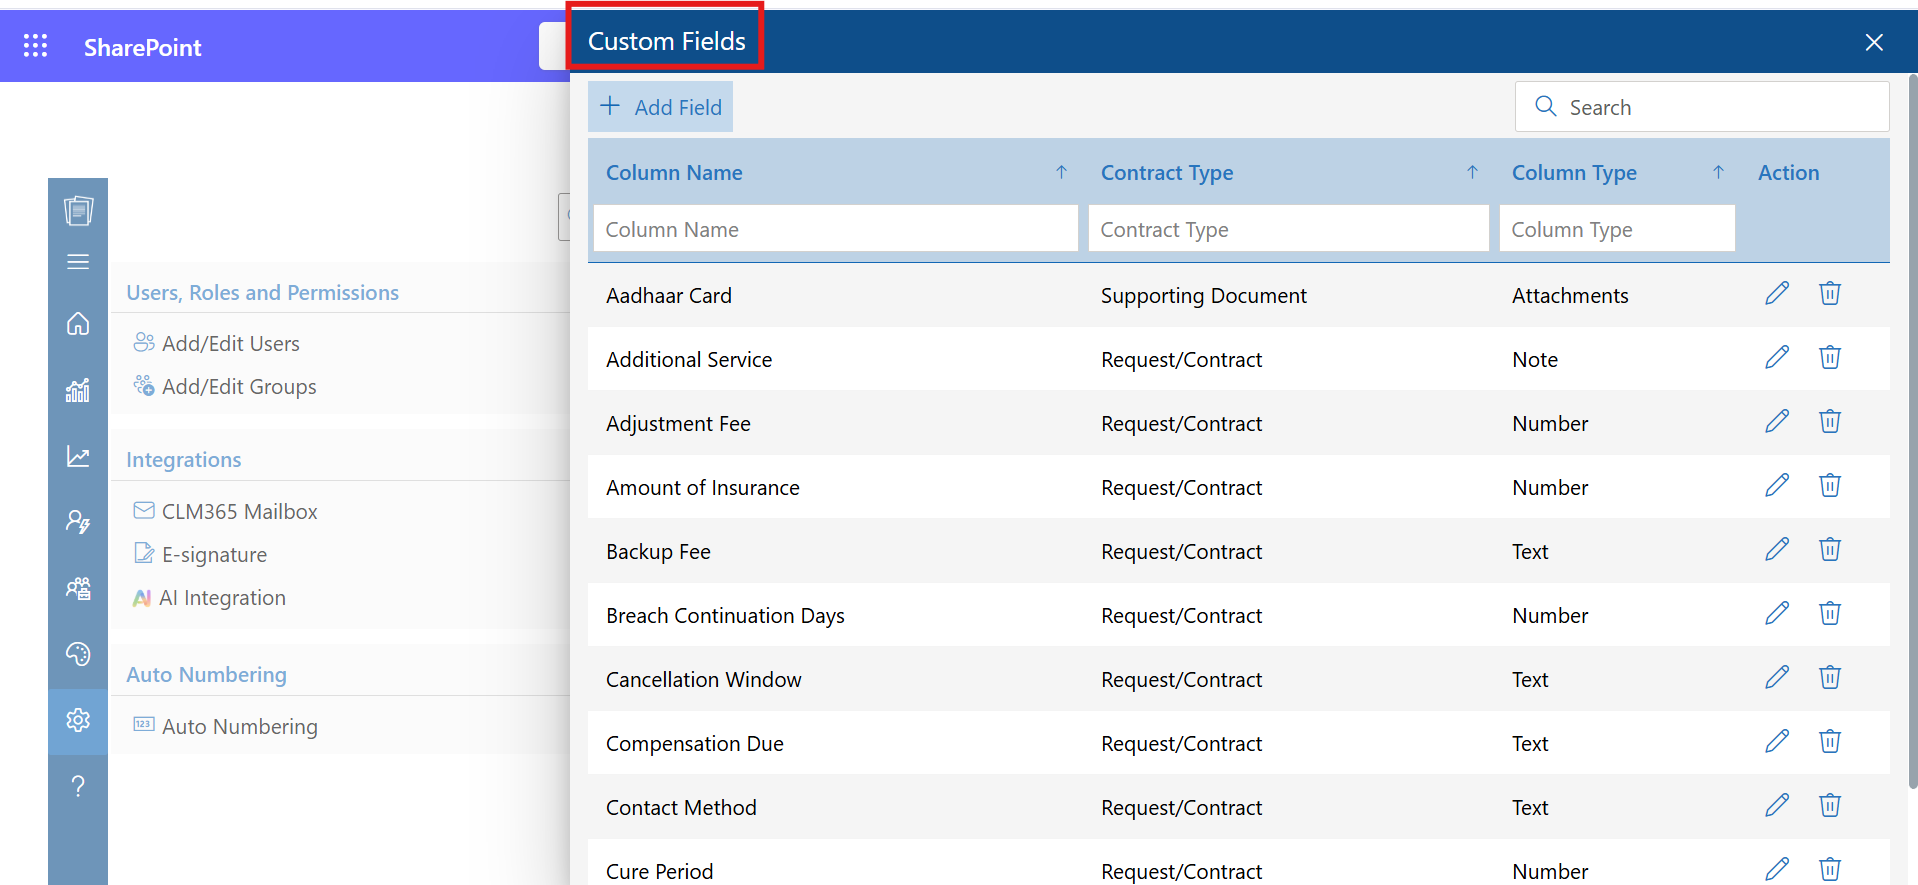 SharePoint
Custom Fields
Add Field
Search
Column Name Contract Type Column Type Action
Column Name Contract Type Column Type
Aadhaar Card Supporting Document Attachments
Additional Service Request/Contract Note
Adjustment Fee Request/Contract Number
Amount of Insurance Request/Contract Number
Backup Fee Request/Contract Text
Breach Continuation Days Request/Contract Number
Cancellation Window Request/Contract Text
Compensation Due Request/Contract Text
Contact Method Request/Contract Text
Cure Period Request/Contract Number
Users, Roles and Permissions
Add/Edit Users
Add/Edit Groups
Integrations
CLM365 Mailbox
E-signature
AI AI Integration
Auto Numbering
123 Auto Numbering